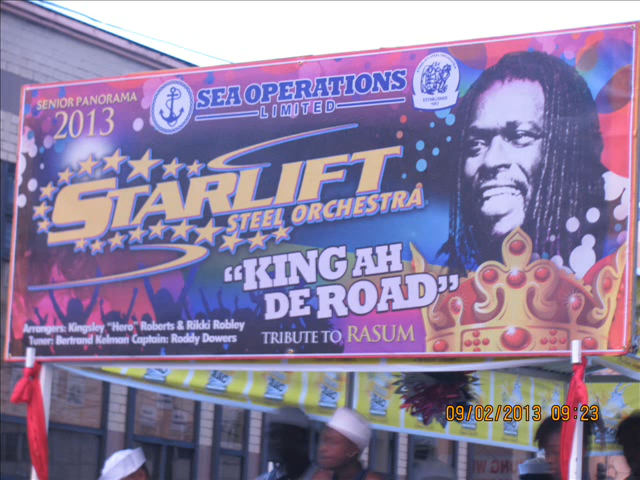 SENIOR PANORAMA
2013
SEA OPERATIONS
LIMITED
STARLIFT
STEEL ORCHESTRA
"KING AH
DE ROAD"
TRIBUTE TO RASUM
Arrangers: Kingsley "Hero" Roberts & Rikki Robley
Tuner: Bertrand Kelman Captain: Roddy Dowers
09/02/2013 09:23